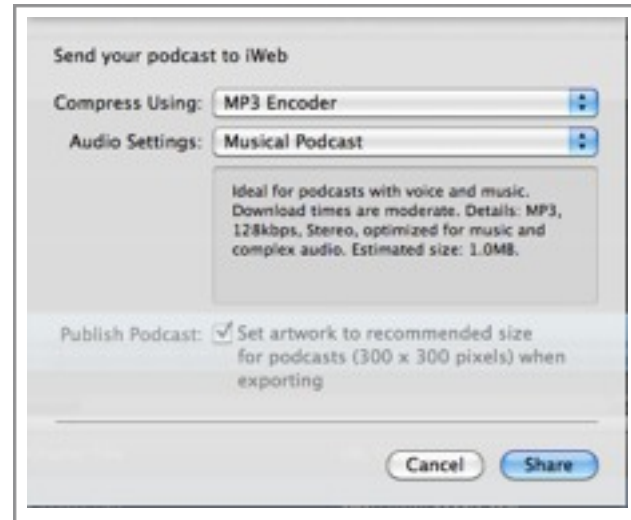 Send your podcast to iWeb
Compress Using: MP3 Encoder
Audio Settings: Musical Podcast
Ideal for podcasts with voice and music.
Download times are moderate. Details: MP3,
128kbps, Stereo, optimized for music and
complex audio. Estimated size: 1.0MB.
Publish Podcast: Set artwork to recommended size
for podcasts (300 x 300 pixels) when
exporting
Cancel Share